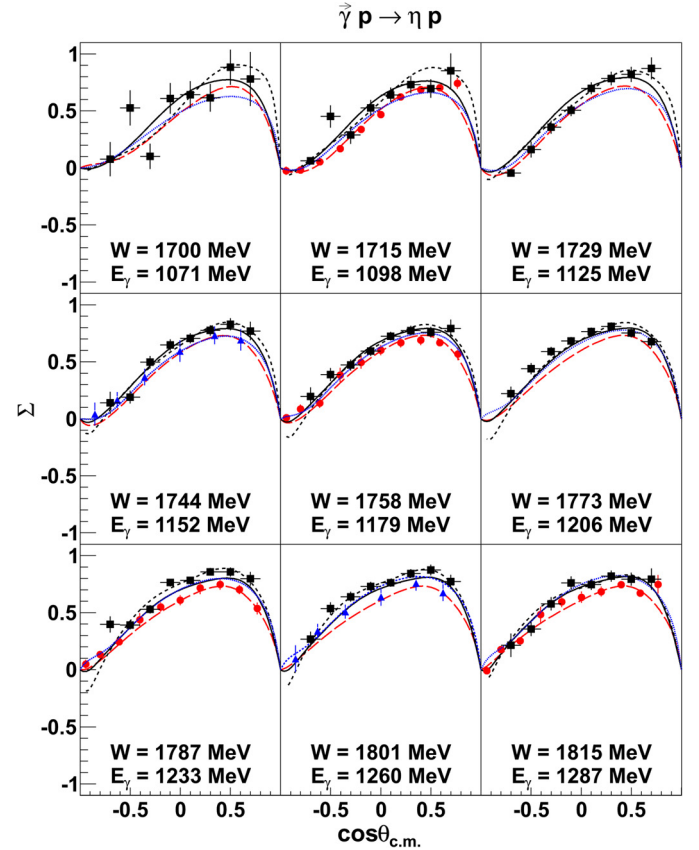 γ⃗ p → η p
1
0.5
0
-0.5
-1
W = 1700 MeV
Eγ = 1071 MeV
W = 1715 MeV
Eγ = 1098 MeV
W = 1729 MeV
Eγ = 1125 MeV
1
0.5
0
-0.5
-1
Σ
W = 1744 MeV
Eγ = 1152 MeV
W = 1758 MeV
Eγ = 1179 MeV
W = 1773 MeV
Eγ = 1206 MeV
1
0.5
0
-0.5
-1
W = 1787 MeV
Eγ = 1233 MeV
W = 1801 MeV
Eγ = 1260 MeV
W = 1815 MeV
Eγ = 1287 MeV
-0.5 0 0.5 -0.5 0 0.5 -0.5 0 0.5
cosθc.m.